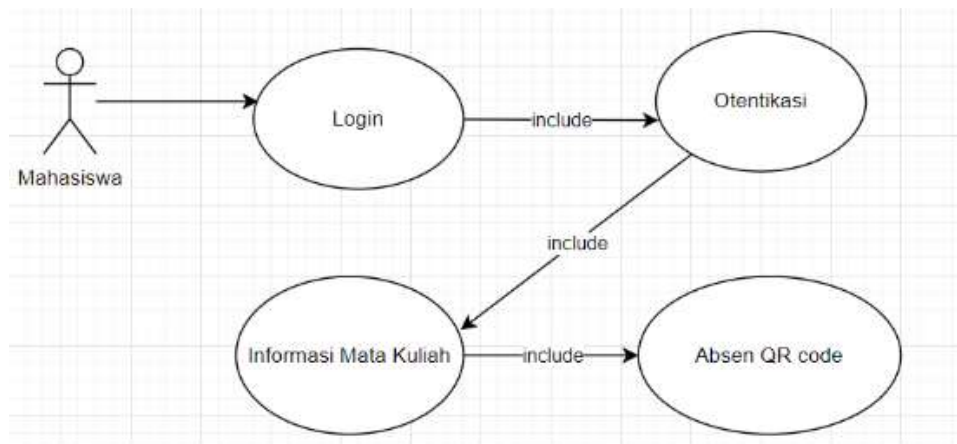 Mahasiswa
Login
include
Otentikasi
include
Informasi Mata Kuliah
include
Absen QR code